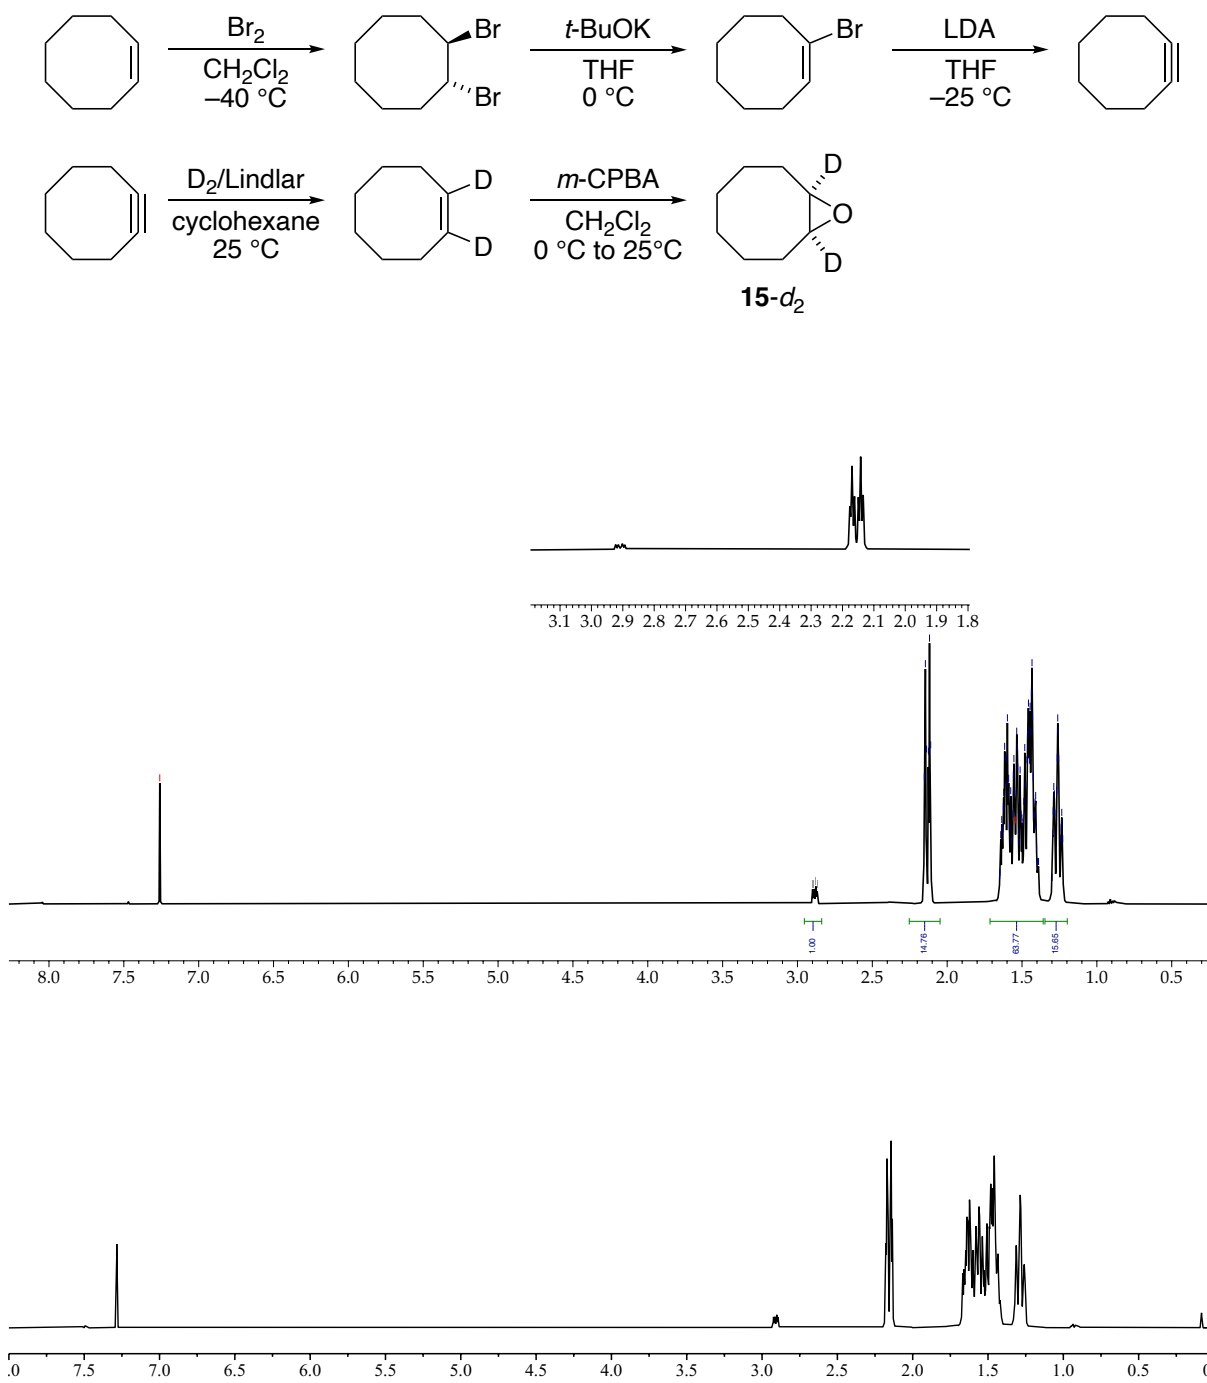 Br2
CH2Cl2
–40 °C
Br
Br
t-BuOK
THF
0 °C
Br
LDA
THF
–25 °C
D2/Lindlar
cyclohexane
25 °C
D
D
m-CPBA
CH2Cl2
0 °C to 25°C
D
O
D
15-d2
3.1 3.0 2.9 2.8 2.7 2.6 2.5 2.4 2.3 2.2 2.1 2.0 1.9 1.8
1.00
14.76
63.77
15.65
8.0 7.5 7.0 6.5 6.0 5.5 5.0 4.5 4.0 3.5 3.0 2.5 2.0 1.5 1.0 0.5
.0 7.5 7.0 6.5 6.0 5.5 5.0 4.5 4.0 3.5 3.0 2.5 2.0 1.5 1.0 0.5 0